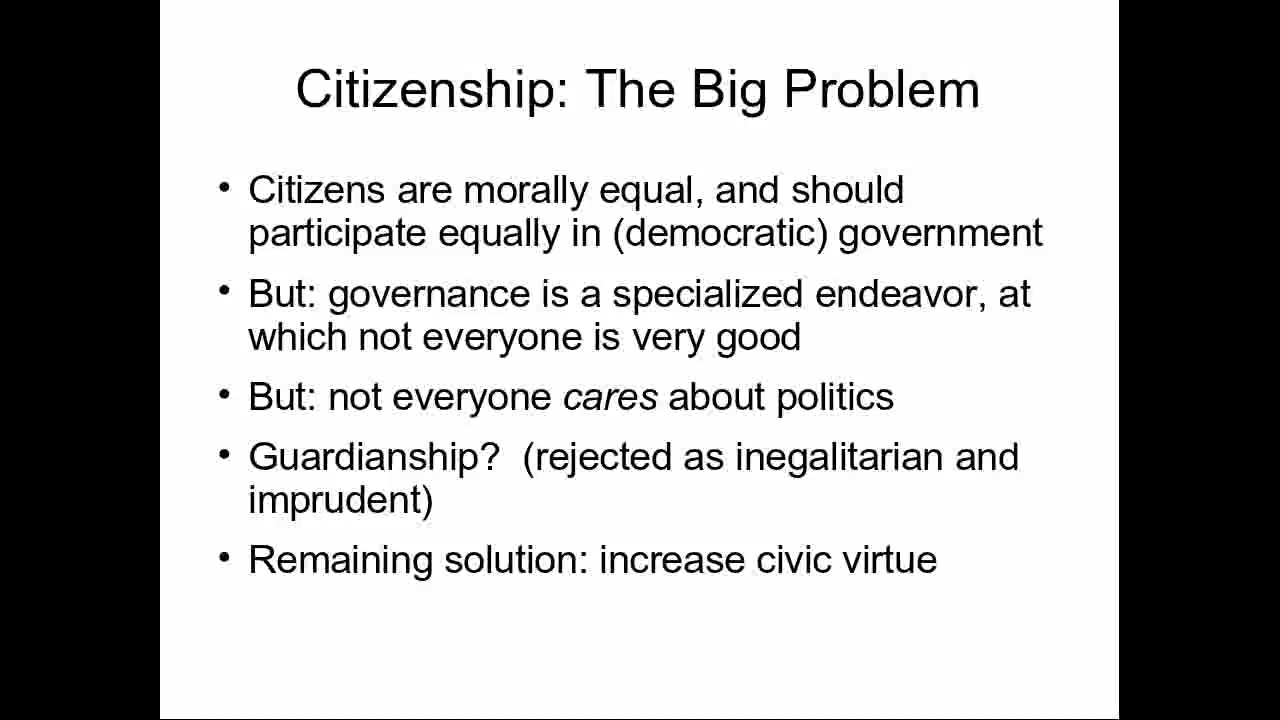 Citizenship: The Big Problem
• Citizens are morally equal, and should
participate equally in (democratic) government
• But: governance is a specialized endeavor, at
which not everyone is very good
• But: not everyone cares about politics
• Guardianship?  (rejected as inegalitarian and
imprudent)
• Remaining solution: increase civic virtue